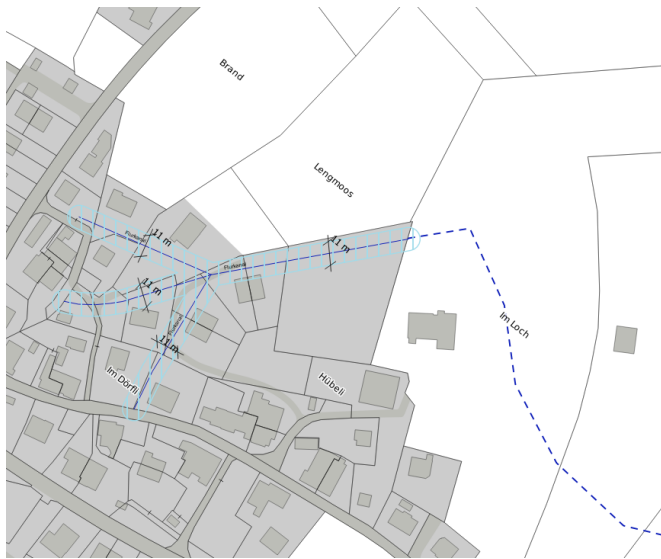 Brand
Lengmoos
11 m
11 m
11 m
Im Loch
11 m
Im Dörfli
Hübeli